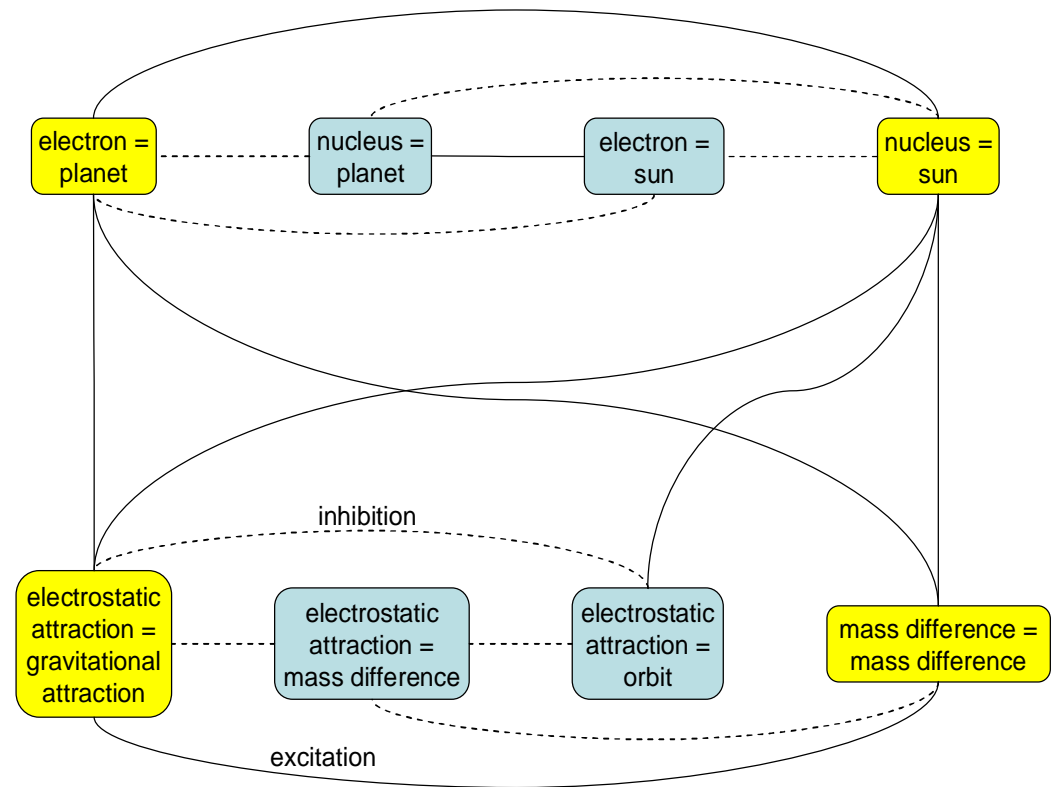 electron =
planet
nucleus =
planet
electron =
sun
nucleus =
sun
inhibition
electrostatic
attraction =
gravitational
attraction
electrostatic
attraction =
mass difference
electrostatic
attraction =
orbit
mass difference =
mass difference
excitation